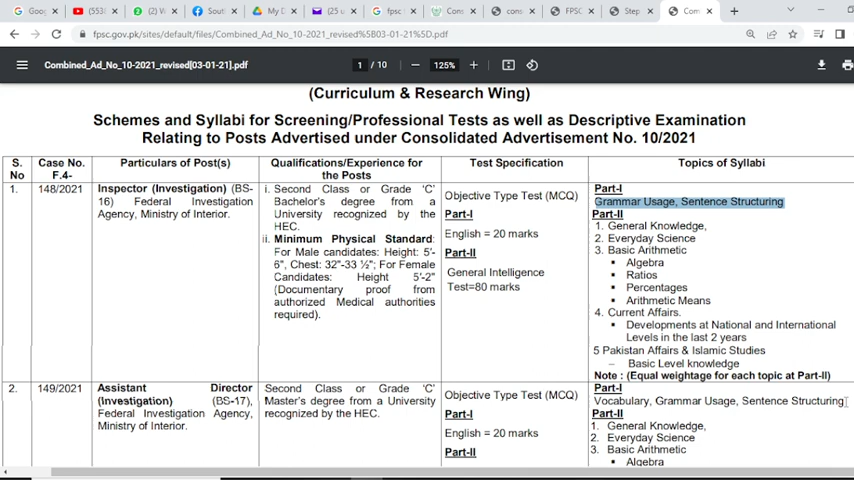 Goog
(553
(2) V
South
My D
(25 u
fpsc
Cons
cons
FPSC
Step
Com
fpsc.gov.pk/sites/default/files/Combined_Ad_No_10-2021_revised%5B03-01-21%5D.pdf
Combined_Ad_No_10-2021_revised[03-01-21].pdf
1 / 10
125%
(Curriculum & Research Wing)
Schemes and Syllabi for Screening/Professional Tests as well as Descriptive Examination
Relating to Posts Advertised under Consolidated Advertisement No. 10/2021
S. No
Case No. F.4-
Particulars of Post(s)
Qualifications/Experience for the Posts
Test Specification
Topics of Syllabi
1.
148/2021
Inspector (Investigation) (BS-
16) Federal Investigation
Agency, Ministry of Interior.
i. Second Class or Grade ‘C’
Bachelor’s degree from a
University recognized by the
HEC.
ii. Minimum Physical Standard:
For Male candidates: Height: 5’-
6”, Chest: 32”-33 ½”; For Female
Candidates: Height 5’-2”
(Documentary proof from
authorized Medical authorities
required).
Objective Type Test (MCQ)
Part-I
English = 20 marks
Part-II
General Intelligence
Test=80 marks
Part-I
Grammar Usage, Sentence Structuring
Part-II
1. General Knowledge,
2. Everyday Science
3. Basic Arithmetic
▪ Algebra
▪ Ratios
▪ Percentages
▪ Arithmetic Means
4. Current Affairs.
▪ Developments at National and International
Levels in the last 2 years
5 Pakistan Affairs & Islamic Studies
– Basic Level knowledge
Note : (Equal weightage for each topic at Part-II)
2.
149/2021
Assistant Director
(Investigation) (BS-17),
Federal Investigation Agency,
Ministry of Interior.
Second Class or Grade ‘C’
Master’s degree from a University
recognized by the HEC.
Objective Type Test (MCQ)
Part-I
English = 20 marks
Part-II
Part-I
Vocabulary, Grammar Usage, Sentence Structuring
Part-II
1. General Knowledge,
2. Everyday Science
3. Basic Arithmetic
▪ Algebra